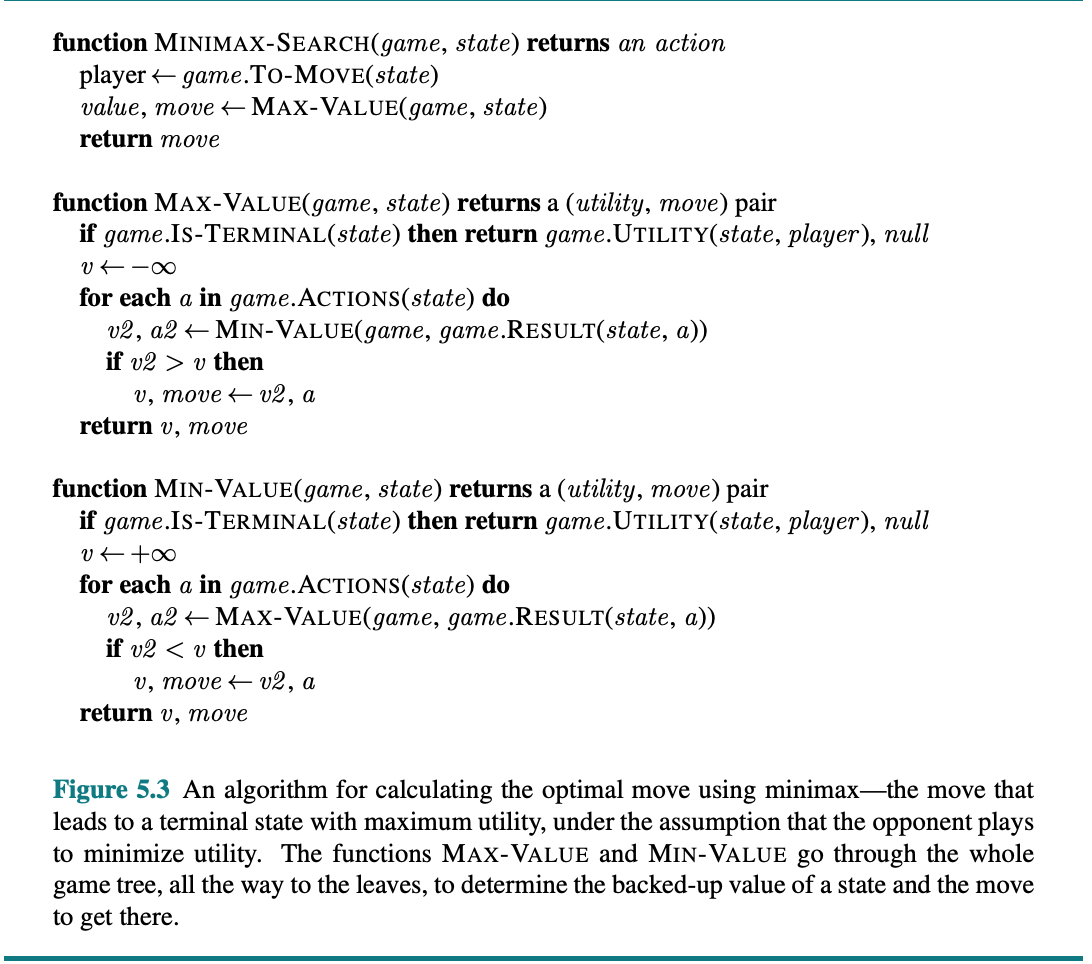 function MINIMAX-SEARCH(game, state) returns an action
player ← game.TO-MOVE(state)
value, move ← MAX-VALUE(game, state)
return move
function MAX-VALUE(game, state) returns a (utility, move) pair
if game.IS-TERMINAL(state) then return game.UTILITY(state, player), null
v ← −∞
for each a in game.ACTIONS(state) do
v2, a2 ← MIN-VALUE(game, game.RESULT(state, a))
if v2 > v then
v, move ← v2, a
return v, move
function MIN-VALUE(game, state) returns a (utility, move) pair
if game.IS-TERMINAL(state) then return game.UTILITY(state, player), null
v ← +∞
for each a in game.ACTIONS(state) do
v2, a2 ← MAX-VALUE(game, game.RESULT(state, a))
if v2 < v then
v, move ← v2, a
return v, move
Figure 5.3 An algorithm for calculating the optimal move using minimax—the move that
leads to a terminal state with maximum utility, under the assumption that the opponent plays
to minimize utility. The functions MAX-VALUE and MIN-VALUE go through the whole
game tree, all the way to the leaves, to determine the backed-up value of a state and the move
to get there.